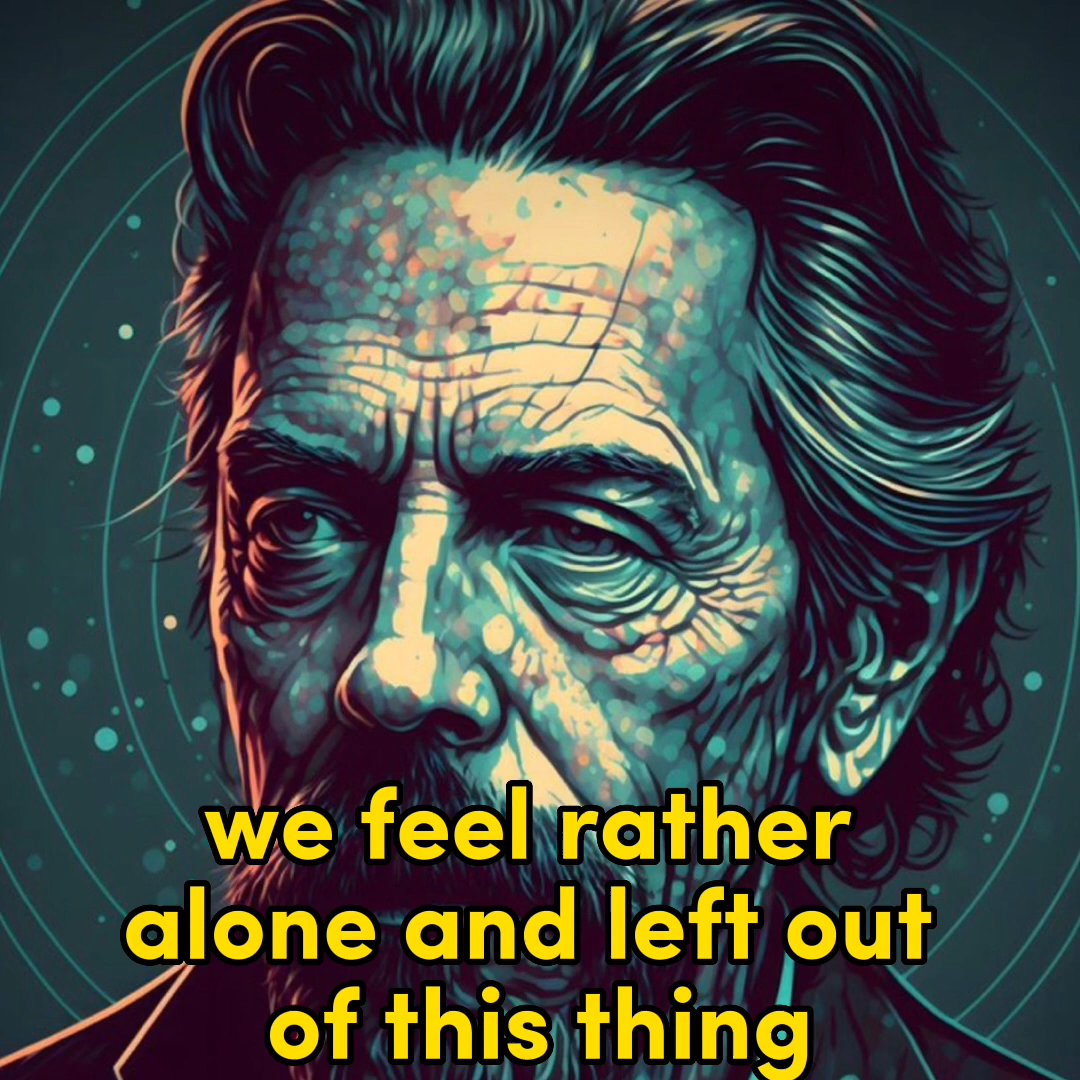 we feel rather
alone and left out
of this thing